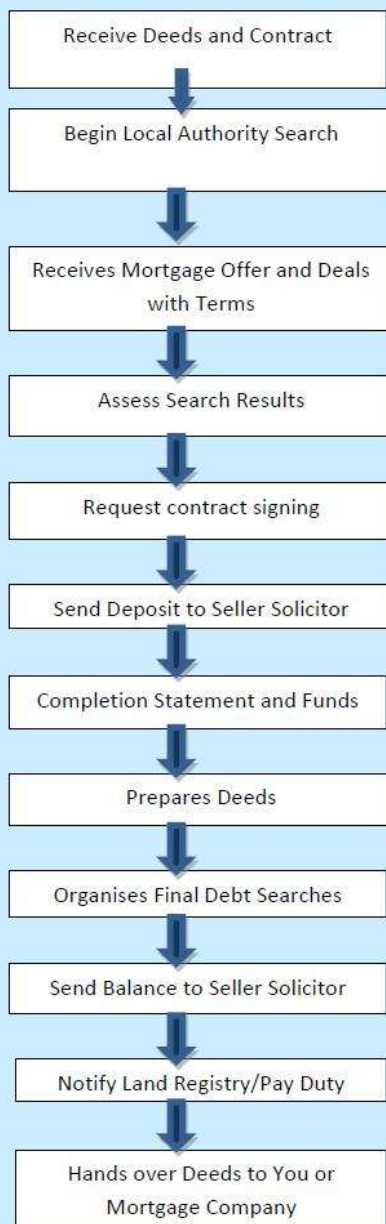 Receive Deeds and Contract
Begin Local Authority Search
Receives Mortgage Offer and Deals
with Terms
Assess Search Results
Request contract signing
Send Deposit to Seller Solicitor
Completion Statement and Funds
Prepares Deeds
Organises Final Debt Searches
Send Balance to Seller Solicitor
Notify Land Registry/Pay Duty
Hands over Deeds to You or
Mortgage Company